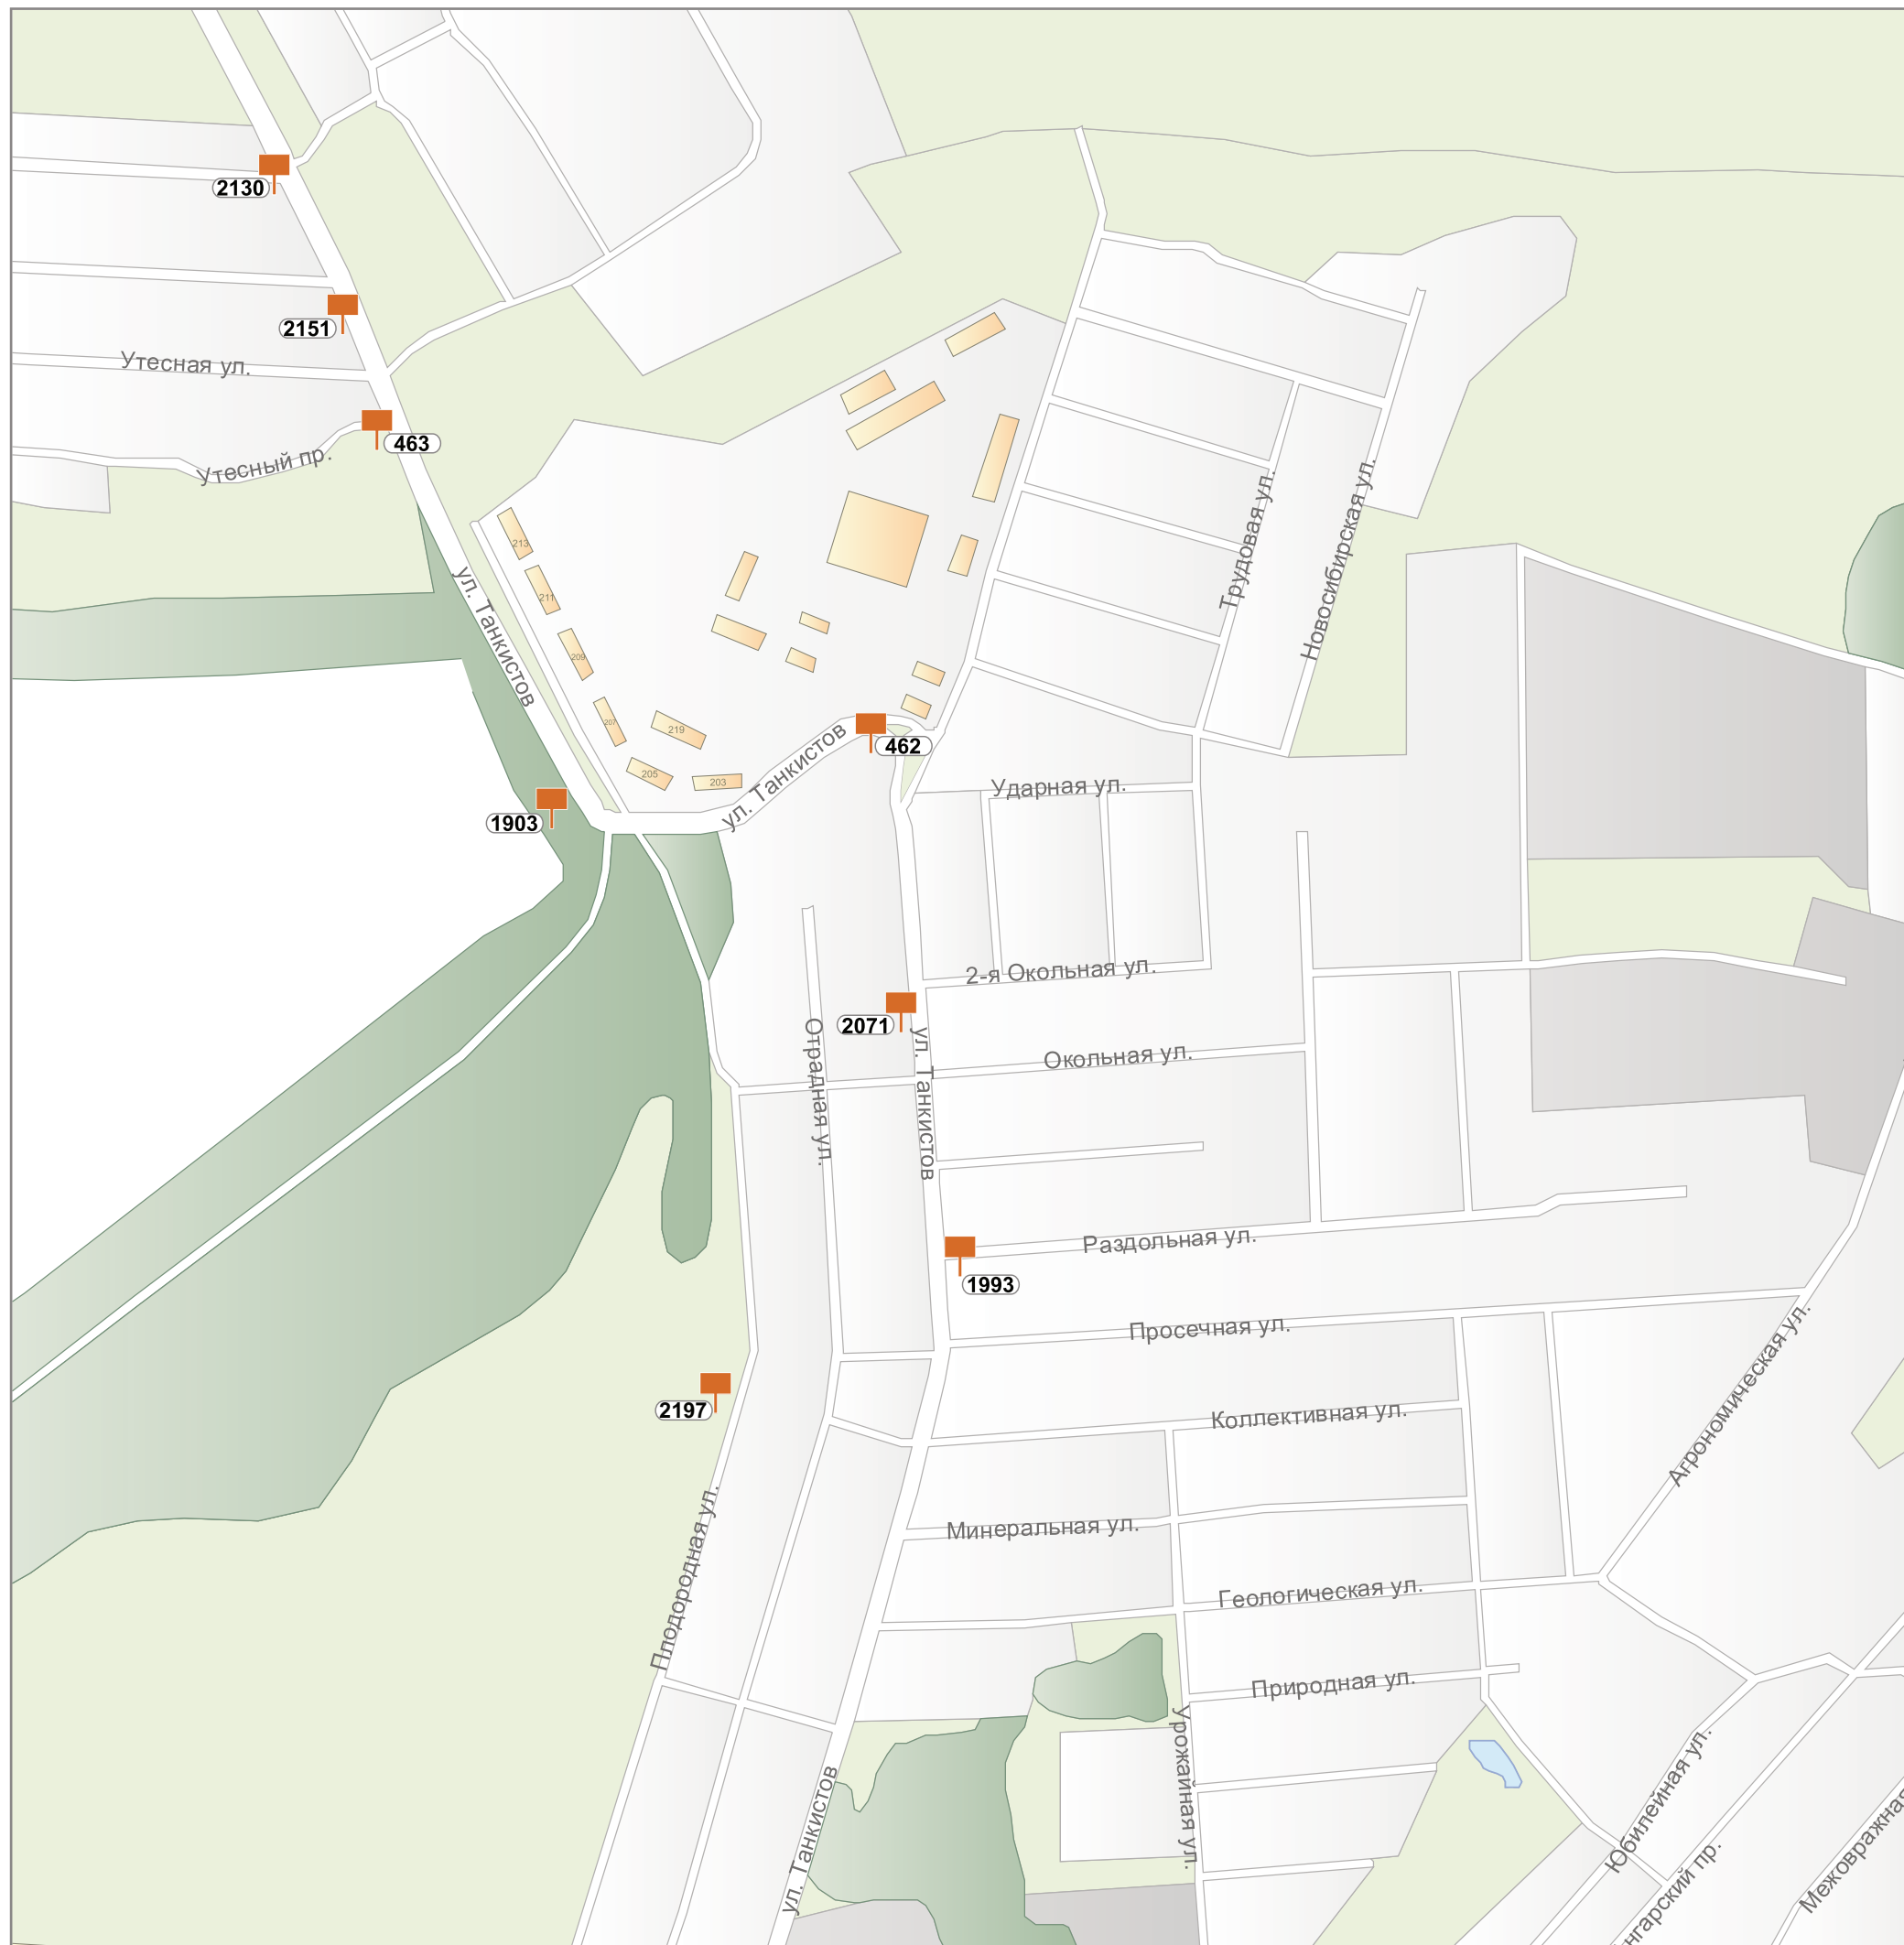 2130
2151
Утесная ул.
463
Утесный пр.
213
211
209
207
219
205
203
ул. Танкистов
ул. Танкистов
462
1903
Трудовая ул.
Новосибирская ул.
Ударная ул.
2-я Окольная ул.
2071
Отрадная ул.
ул. Танкистов
Окольная ул.
Раздольная ул.
1993
Просечная ул.
2197
Коллективная ул.
Агрономическая ул.
Плодородная ул.
Минеральная ул.
Геологическая ул.
Природная ул.
Урожайная ул.
ул. Танкистов
Юбилейная ул.
нгарский пр.
Межовражная